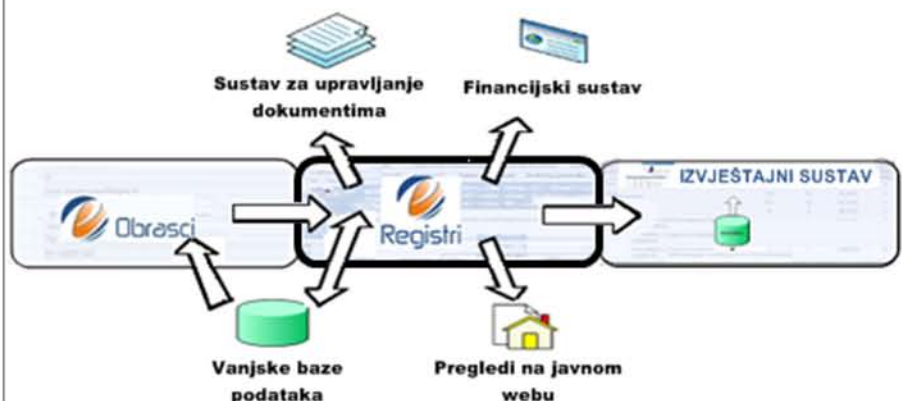 Sustav za upravljanje
dokumentima
Financijski sustav
Obrasci
Registri
IZVJEŠTAJNI SUSTAV
Vanjske baze
podataka
Pregledi na javnom
webu